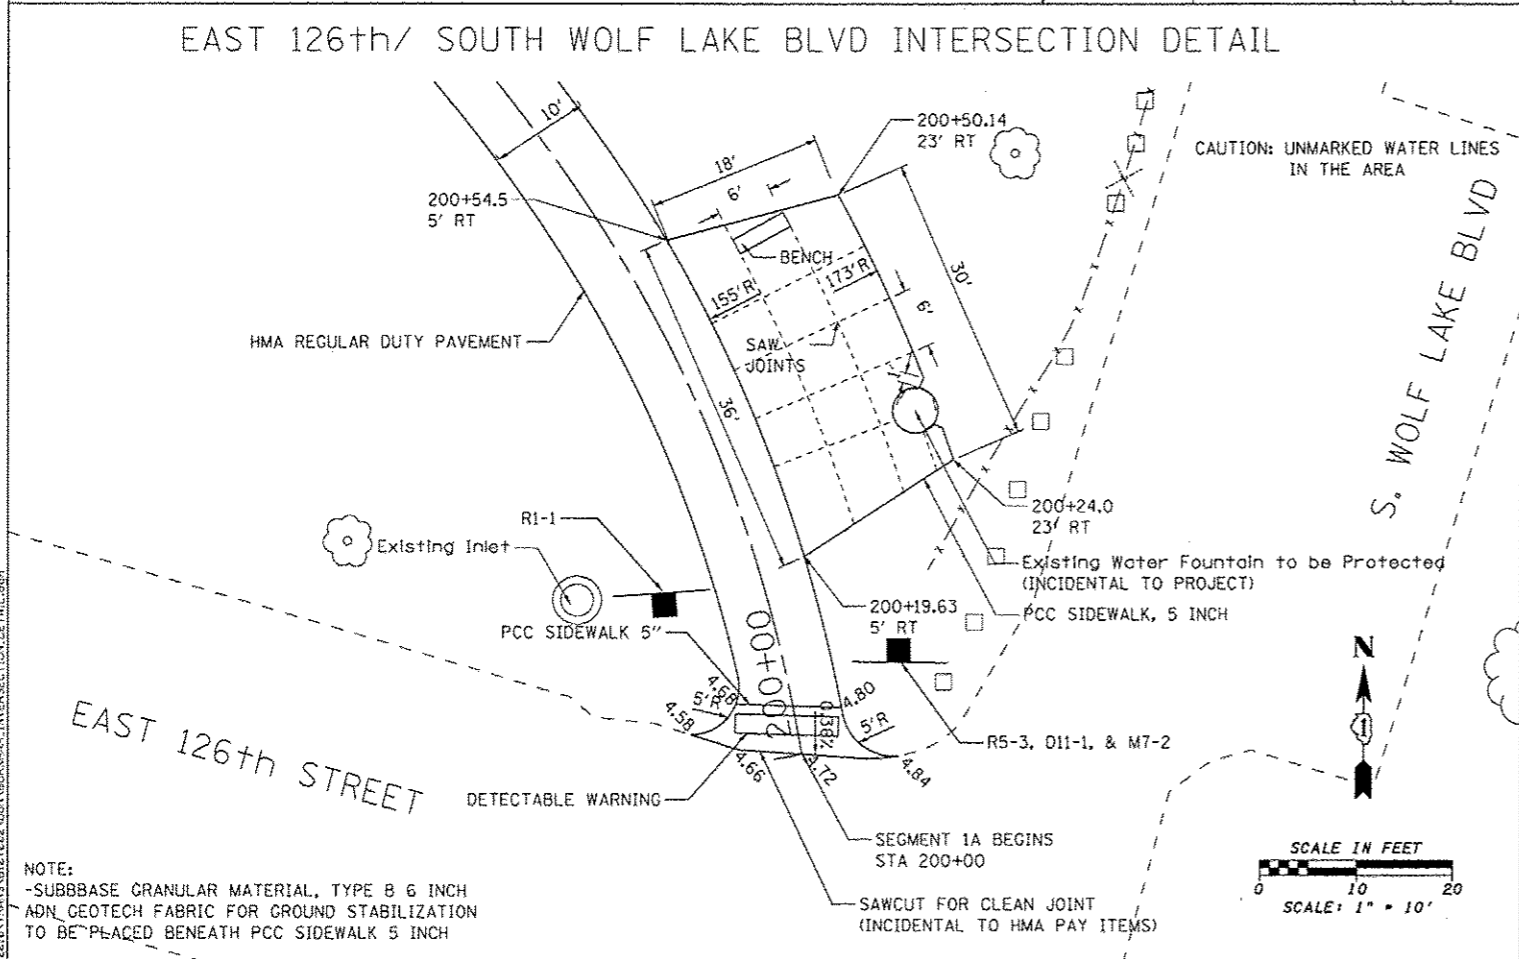 EAST 126th/ SOUTH WOLF LAKE BLVD INTERSECTION DETAIL
10'
18'
6'
200+50.14
23' RT
CAUTION: UNMARKED WATER LINES
IN THE AREA
200+54.5
5' RT
BENCH
155'R
173'R
30'
6'
S. WOLF LAKE BLVD
HMA REGULAR DUTY PAVEMENT
SAW
JOINTS
36'
R1-1
Existing Inlet
200+24.0
23' RT
Existing Water Fountain to be Protected
(INCIDENTAL TO PROJECT)
PCC SIDEWALK, 5 INCH
200+19.63
5' RT
PCC SIDEWALK 5"
200+00
N
1
4.68
4.80
5'R
5'R
4.58
0.38%
R5-3, D11-1, & M7-2
4.66
4.72
4.84
EAST 126th STREET
DETECTABLE WARNING
SEGMENT 1A BEGINS
STA 200+00
SCALE IN FEET
0 10 20
SCALE: 1" = 10'
SAWCUT FOR CLEAN JOINT
(INCIDENTAL TO HMA PAY ITEMS)
NOTE:
-SUBBBASE GRANULAR MATERIAL, TYPE B 6 INCH
ADN GEOTECH FABRIC FOR GROUND STABILIZATION
TO BE PLACED BENEATH PCC SIDEWALK 5 INCH